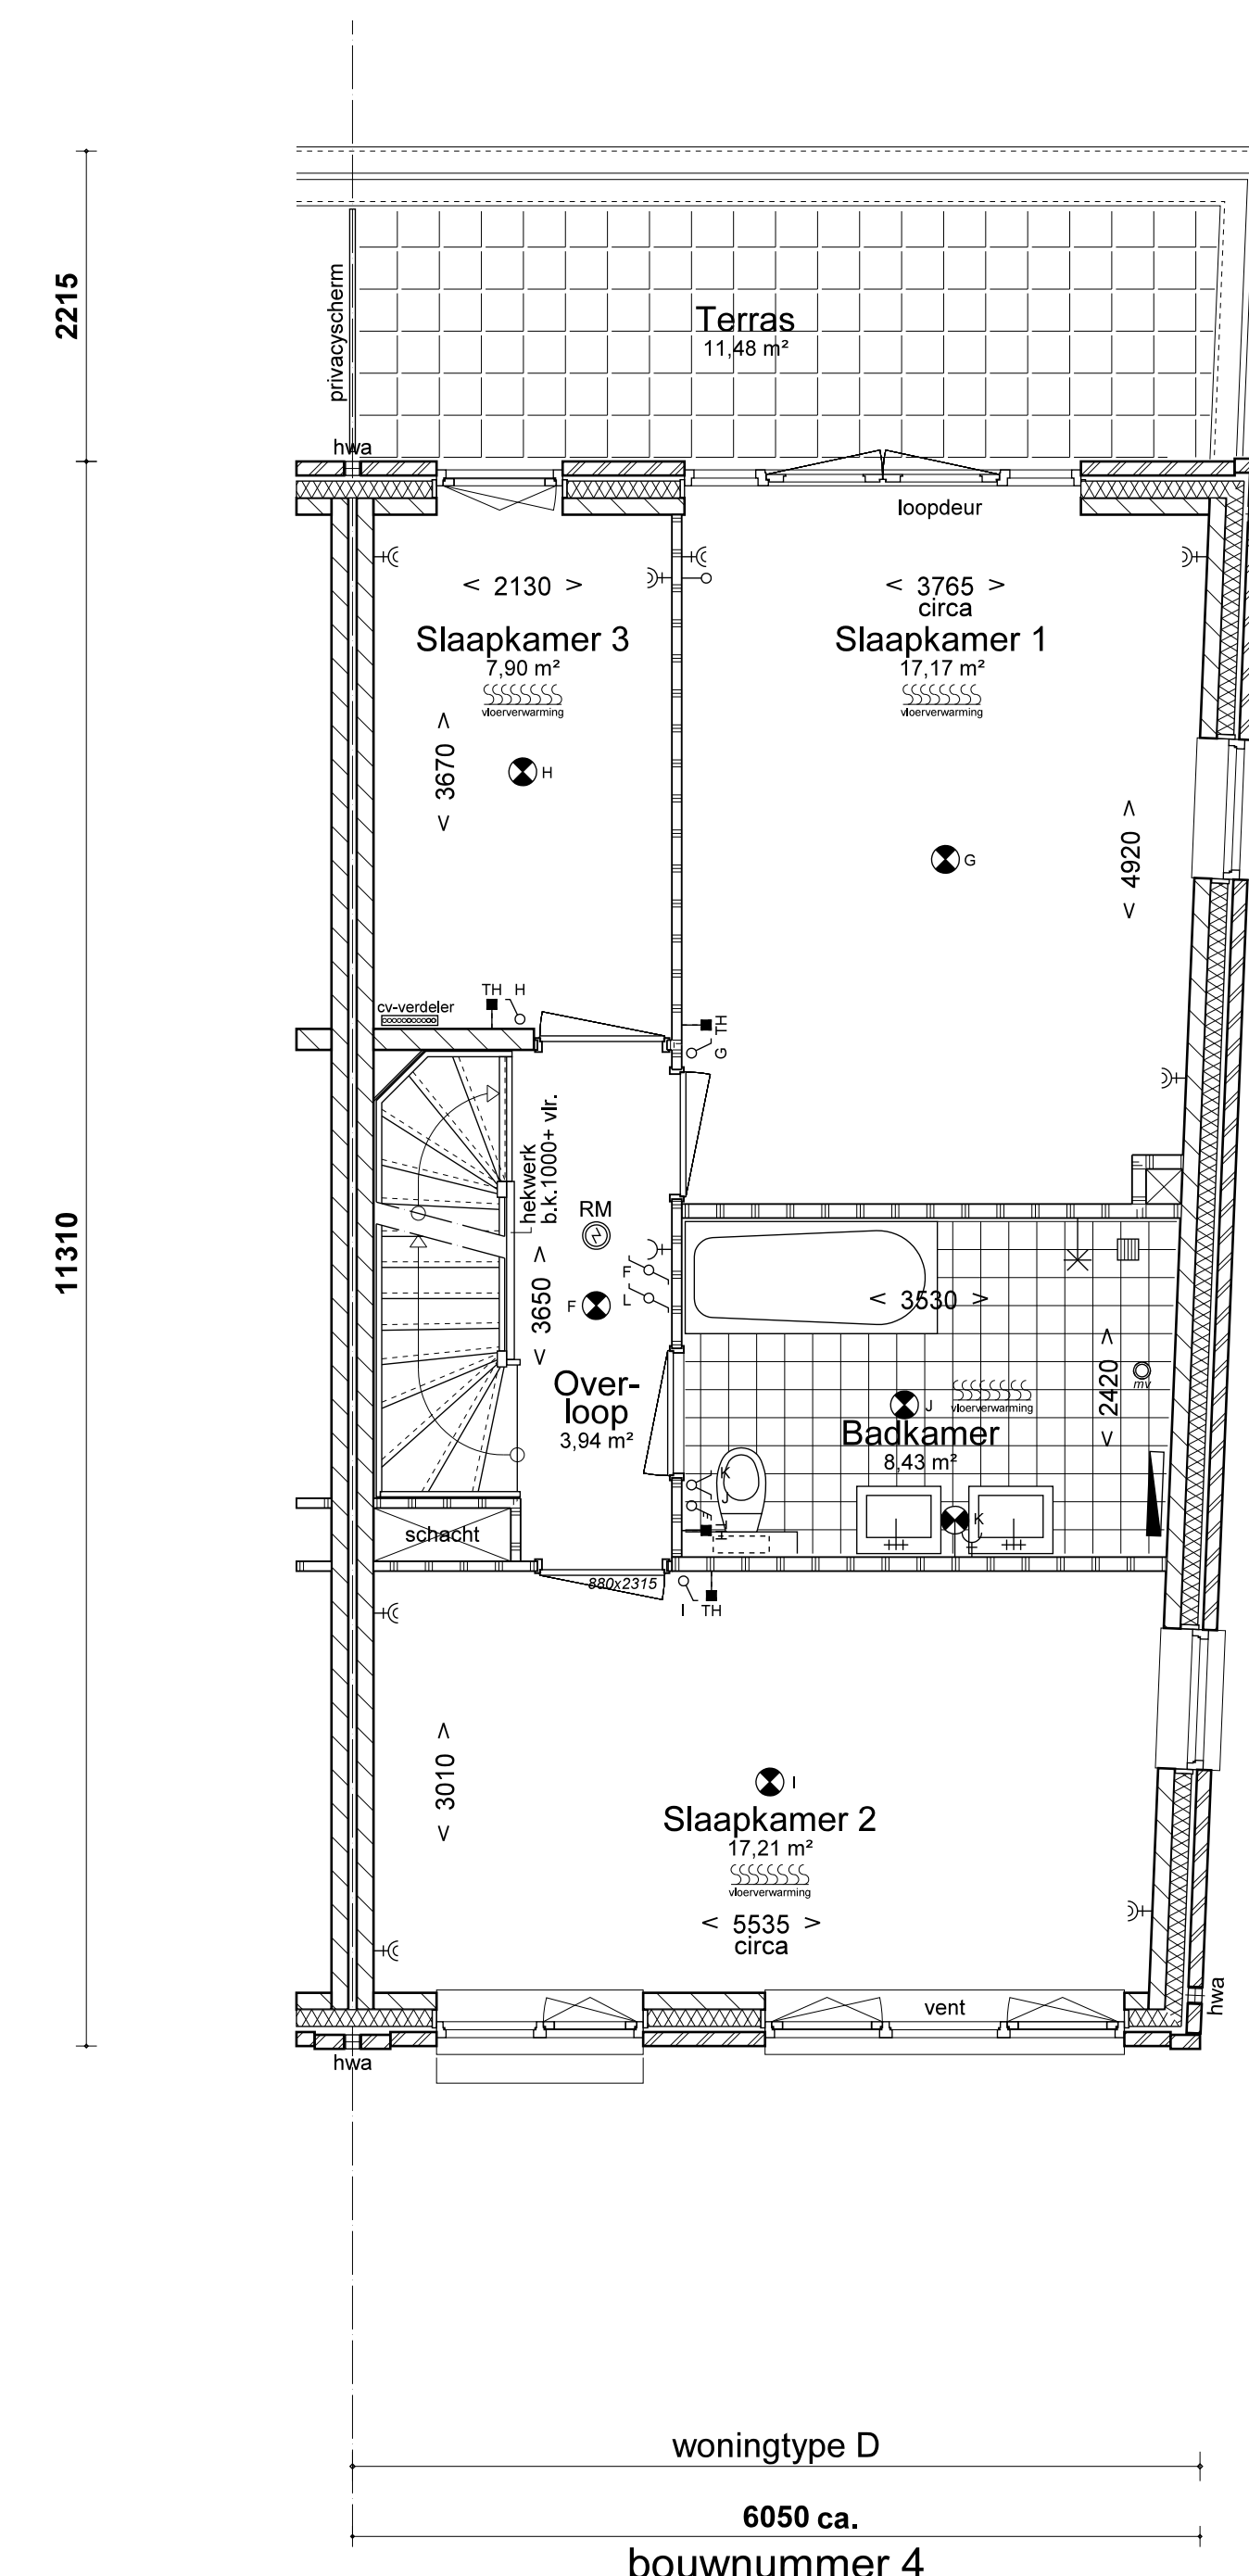 2215
privacyscherm
Terras
11,48 m²
hwa
loopdeur
< 2130 >
< 3765 >
circa
Slaapkamer 3
7,90 m²
vloerverwarming
Slaapkamer 1
17,17 m²
vloerverwarming
< 3670 >
H
G
< 4920 >
cv-verdeler
TH H
G TH
11310
hekwerk
b.k.1000+ vlr.
RM
F
L
F
< 3650 >
< 3530 >
< 2420 >
mv
Over-
loop
3,94 m²
J
vloerverwarming
Badkamer
8,43 m²
K
J
TH
K
schacht
880x2315
I TH
< 3010 >
I
Slaapkamer 2
17,21 m²
vloerverwarming
< 5535 >
circa
vent
hwa
hwa
woningtype D
6050 ca.
bouwnummer 4